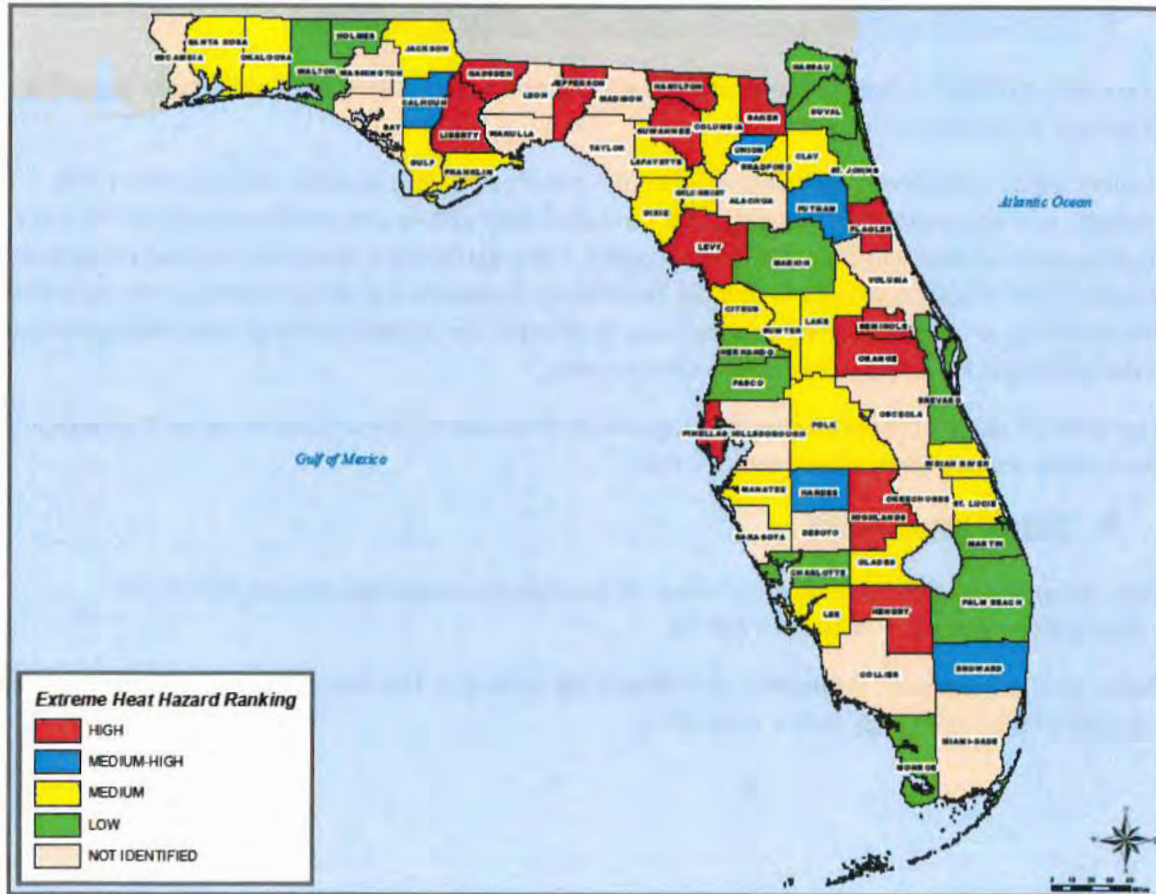 HOLMES
JACKSON
SANTA ROSA
OKALOOSA
ESCAMBIA
WALTON
WASHINGTON
GADSDEN
NASSAU
HAMILTON
JEFFERSON
LEON
MADISON
CALHOUN
BAKER
DUVAL
BAY
LIBERTY
WAKULLA
SUWANNEE
COLUMBIA
TAYLOR
UNION
CLAY
GULF
FRANKLIN
LAFAYETTE
BRADFORD
ST. JOHNS
GILCHRIST
ALACHUA
DIXIE
PUTNAM
Atlantic Ocean
FLAGLER
LEVY
MARION
VOLUSIA
CITRUS
SUMTER
LAKE
SEMINOLE
HERNANDO
ORANGE
PASCO
BREVARD
OSCEOLA
POLK
PINELLAS
HILLSBOROUGH
Gulf of Mexico
INDIAN RIVER
MANATEE
HARDEE
OKEECHOBEE
ST. LUCIE
HIGHLANDS
SARASOTA
DESOTO
MARTIN
GLADES
CHARLOTTE
LEE
HENDRY
PALM BEACH
COLLIER
BROWARD
MIAMI-DADE
MONROE
Extreme Heat Hazard Ranking
HIGH
MEDIUM-HIGH
MEDIUM
LOW
NOT IDENTIFIED